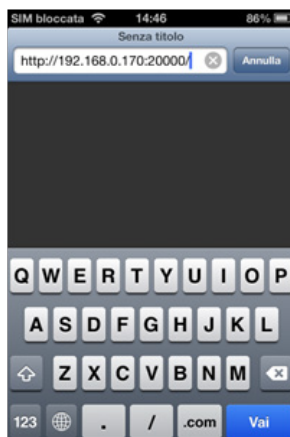 SIM bloccata 14:46 86%
Senza titolo
http://192.168.0.170:20000/ Annulla
Q W E R T Y U I O P
A S D F G H J K L
Z X C V B N M
123 . / .com Vai